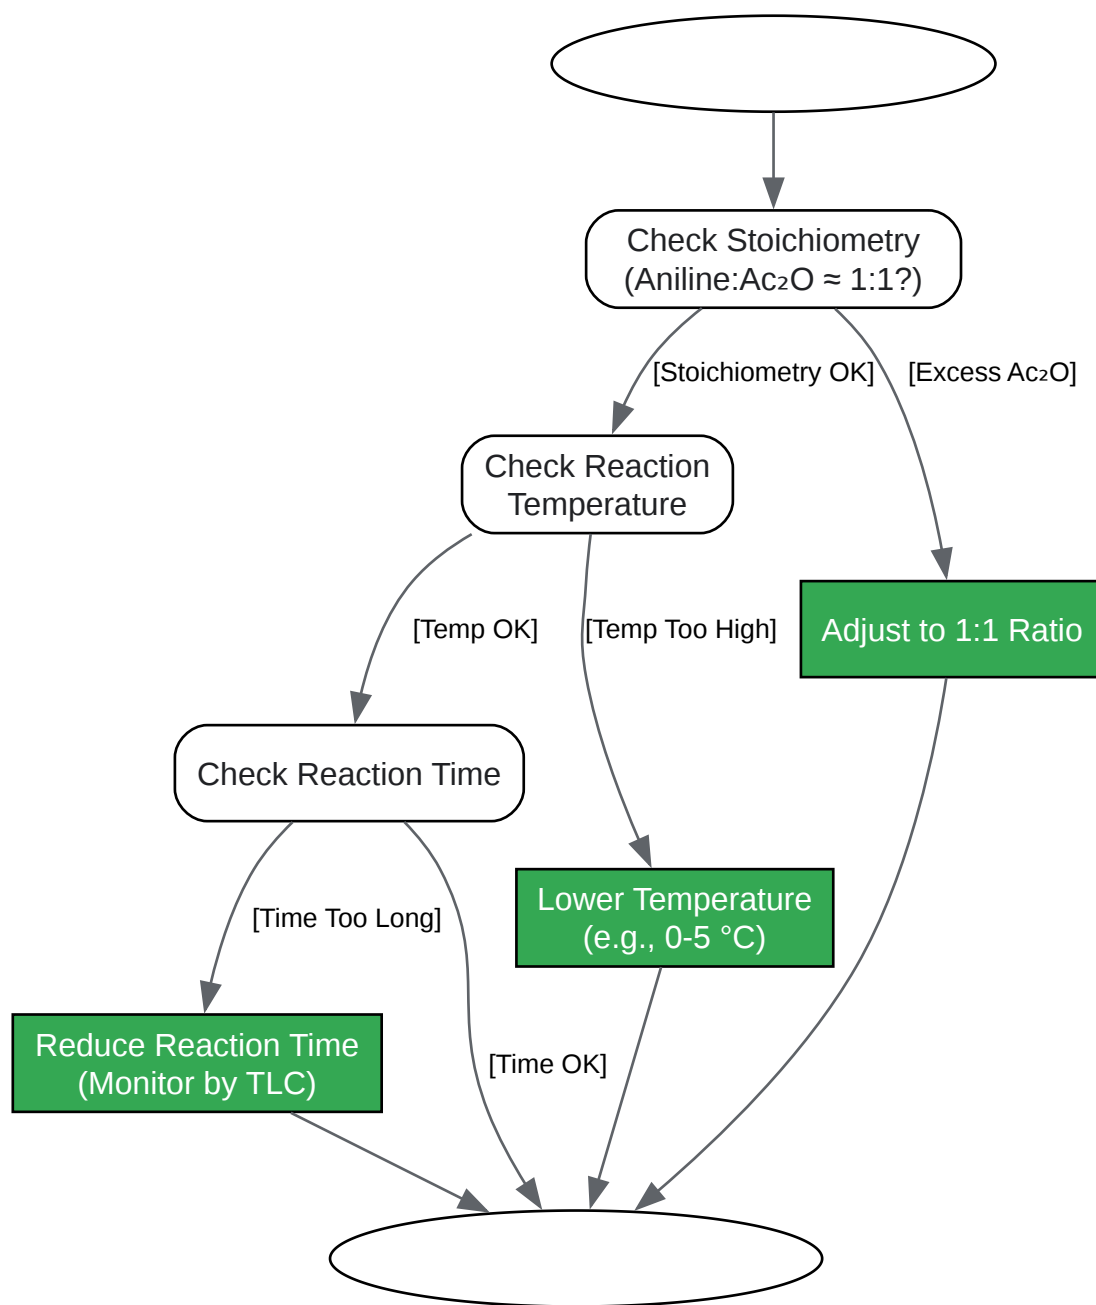 Check Stoichiometry
(Aniline:Ac₂O ≈ 1:1?)
[Stoichiometry OK]
[Excess Ac₂O]
Check Reaction
Temperature
[Temp OK]
[Temp Too High]
Adjust to 1:1 Ratio
Check Reaction Time
[Time Too Long]
Lower Temperature
(e.g., 0-5 °C)
Reduce Reaction Time
(Monitor by TLC)
[Time OK]